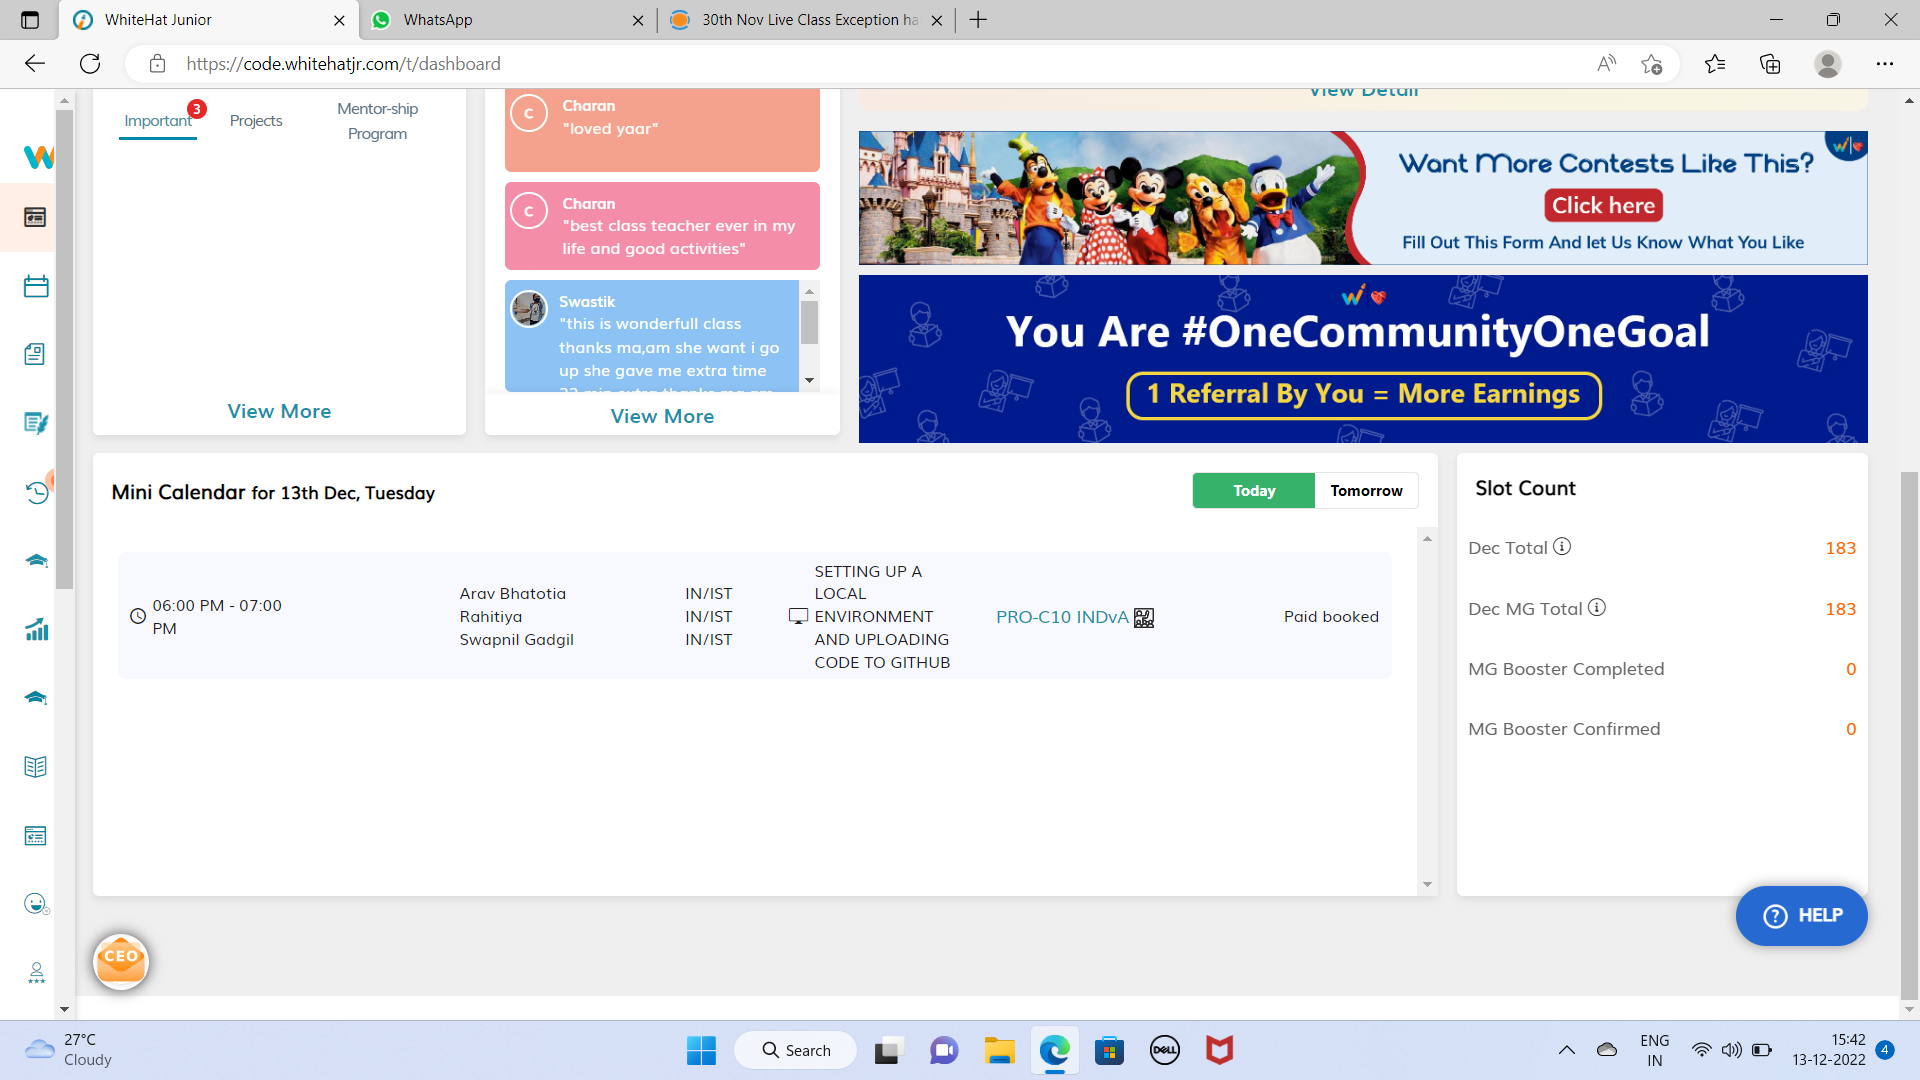 WhiteHat Junior
WhatsApp
30th Nov Live Class Exception ha
https://code.whitehatjr.com/t/dashboard
Important
3
Projects
Mentor-ship
Program
View More
C
Charan
"loved yaar"
C
Charan
"best class teacher ever in my
life and good activities"
Swastik
"this is wonderfull class
thanks ma,am she want i go
up she gave me extra time
View More
View Detail
Want More Contests Like This?
Click here
Fill Out This Form And let Us Know What You Like
You Are #OneCommunityOneGoal
1 Referral By You = More Earnings
Mini Calendar for 13th Dec, Tuesday
Today
Tomorrow
06:00 PM - 07:00
PM
Arav Bhatotia
Rahitiya
Swapnil Gadgil
IN/IST
IN/IST
IN/IST
SETTING UP A
LOCAL
ENVIRONMENT
AND UPLOADING
CODE TO GITHUB
PRO-C10 INDvA
Paid booked
Slot Count
Dec Total
183
Dec MG Total
183
MG Booster Completed
0
MG Booster Confirmed
0
HELP
CEO
27°C
Cloudy
Search
DELL
ENG
IN
15:42
13-12-2022
4